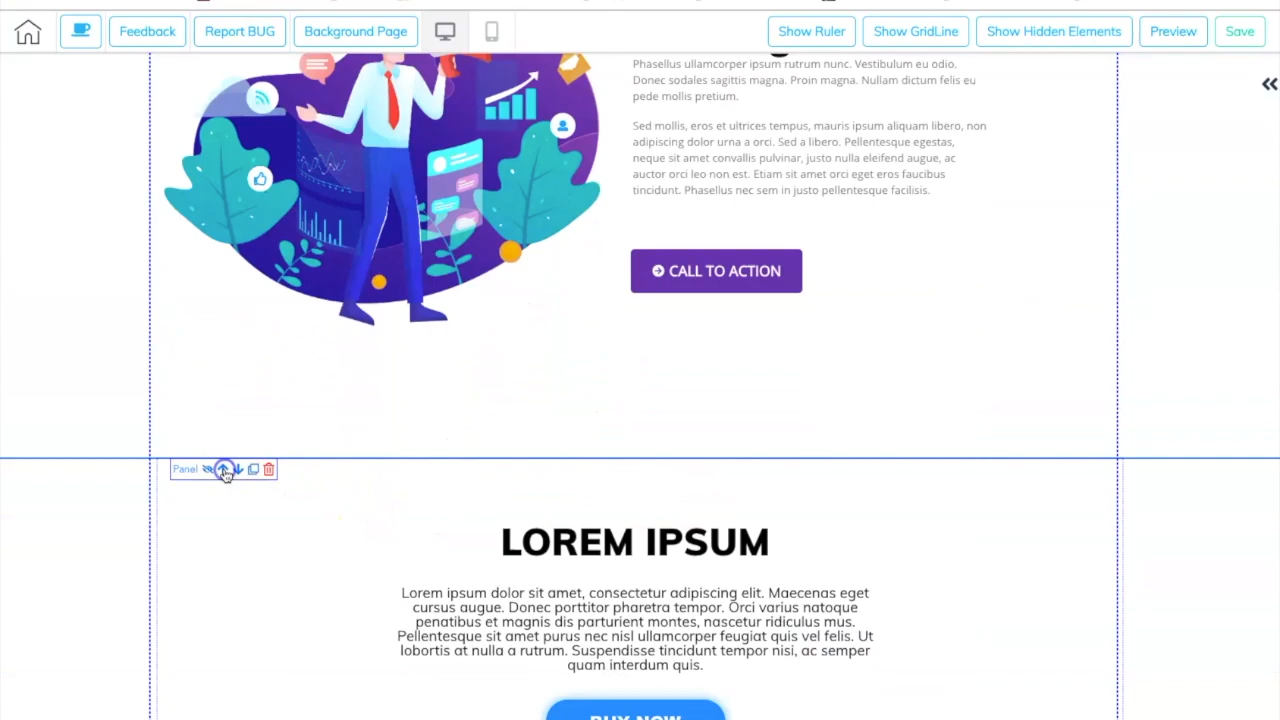 Feedback
Report BUG
Background Page
Show Ruler
Show GridLine
Show Hidden Elements
Preview
Save
Phasellus ullamcorper ipsum rutrum nunc. Vestibulum eu odio.
Donec sodales sagittis magna. Proin magna. Nullam dictum felis eu
pede mollis pretium.
Sed mollis, eros et ultrices tempus, mauris ipsum aliquam libero, non
adipiscing dolor urna a orci. Sed a libero. Pellentesque egestas,
neque sit amet convallis pulvinar, justo nulla eleifend augue, ac
auctor orci leo non est. Etiam sit amet orci eget eros faucibus
tincidunt. Phasellus nec sem in justo pellentesque facilisis.
CALL TO ACTION
Panel
LOREM IPSUM
Lorem ipsum dolor sit amet, consectetur adipiscing elit. Maecenas eget
cursus augue. Donec porttitor pharetra tempor. Orci varius natoque
penatibus et magnis dis parturient montes, nascetur ridiculus mus.
Pellentesque sit amet purus nec nisl ullamcorper feugiat quis vel felis. Ut
lobortis at nulla a rutrum. Suspendisse tincidunt tempor nisi, ac semper
quam interdum quis.
BUY NOW